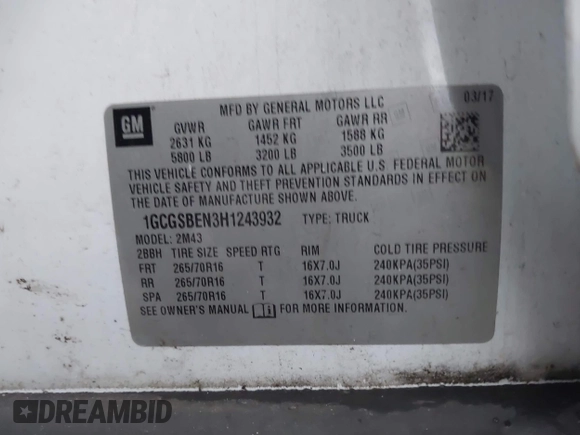 MFD BY GENERAL MOTORS LLC 03/17
GM
GVWR GAWR FRT GAWR RR
2631 KG 1452 KG 1588 KG
5800 LB 3200 LB 3500 LB
THIS VEHICLE CONFORMS TO ALL APPLICABLE U.S. FEDERAL MOTOR
VEHICLE SAFETY AND THEFT PREVENTION STANDARDS IN EFFECT ON
THE DATE OF MANUFACTURE SHOWN ABOVE.
1GCGSBEN3H1243932 TYPE: TRUCK
MODEL: 2M43
2BBH TIRE SIZE SPEED RTG RIM COLD TIRE PRESSURE
FRT 265/70R16 T 16X7.0J 240KPA(35PSI)
RR 265/70R16 T 16X7.0J 240KPA(35PSI)
SPA 265/70R16 T 16X7.0J 240KPA(35PSI)
SEE OWNER'S MANUAL FOR MORE INFORMATION.
DREAMBID